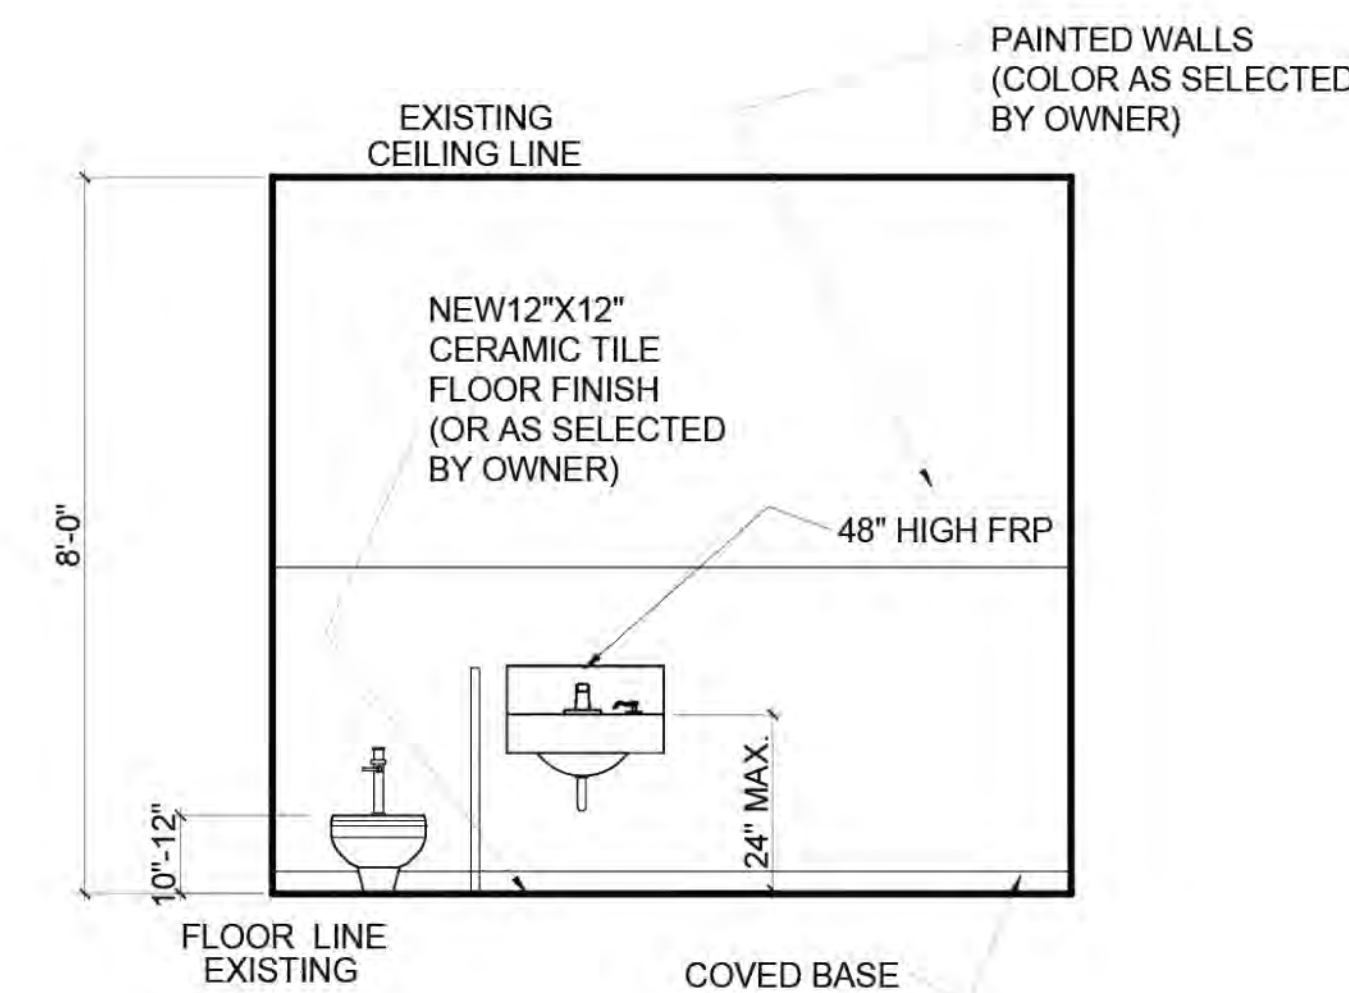 PAINTED WALLS
(COLOR AS SELECTED
BY OWNER)
EXISTING
CEILING LINE
NEW12"X12"
CERAMIC TILE
FLOOR FINISH
(OR AS SELECTED
BY OWNER)
8'-0"
48" HIGH FRP
24" MAX.
10"-12"
FLOOR LINE
EXISTING
COVED BASE